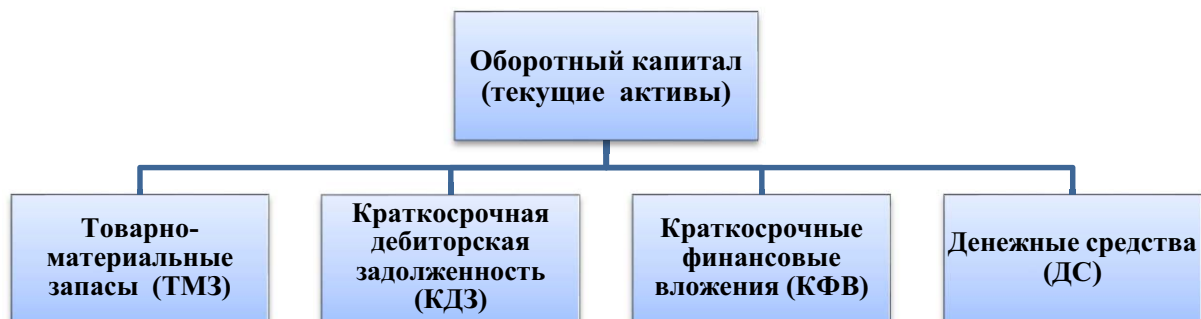 Оборотный капитал
(текущие активы)
Товарно-
материальные
запасы (ТМЗ)
Краткосрочная
дебиторская
задолженность
(КДЗ)
Краткосрочные
финансовые
вложения (КФВ)
Денежные средства
(ДС)